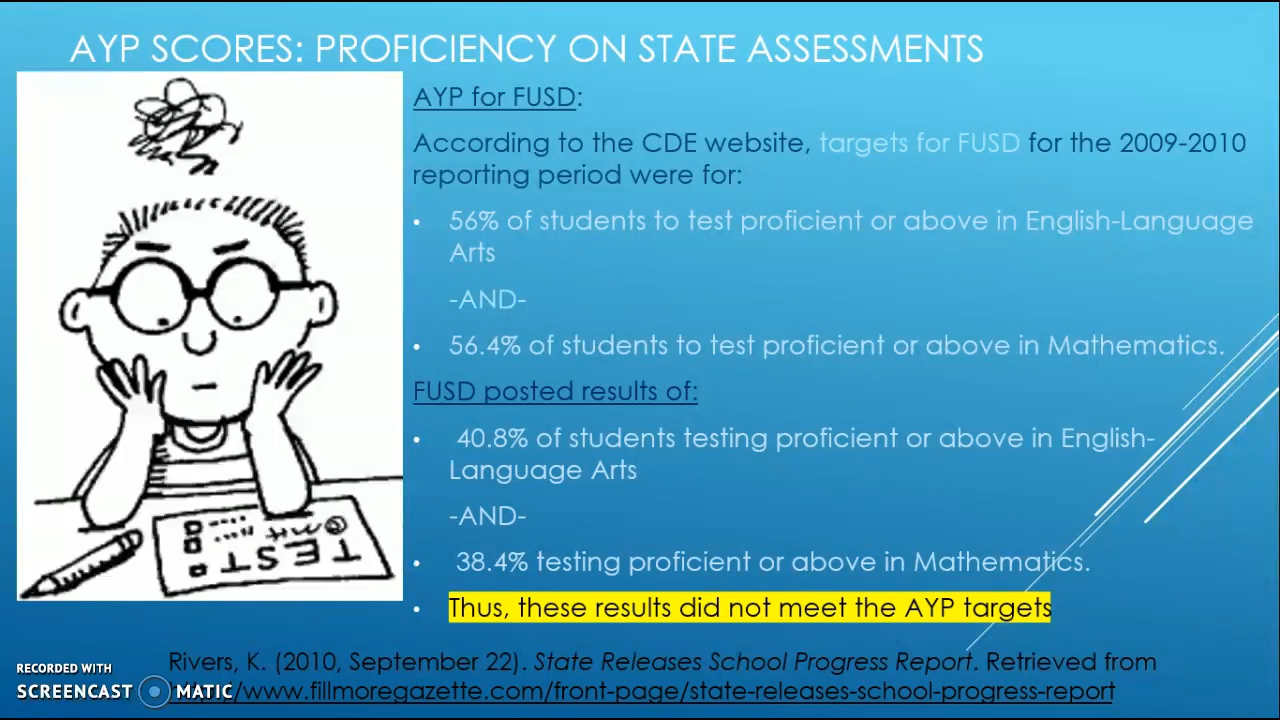 AYP SCORES: PROFICIENCY ON STATE ASSESSMENTS
AYP for FUSD:
According to the CDE website, targets for FUSD for the 2009-2010
reporting period were for:
• 56% of students to test proficient or above in English-Language
Arts
-AND-
• 56.4% of students to test proficient or above in Mathematics.
FUSD posted results of:
• 40.8% of students testing proficient or above in English-
Language Arts
-AND-
• 38.4% testing proficient or above in Mathematics.
• Thus, these results did not meet the AYP targets
TEST
Rivers, K. (2010, September 22). State Releases School Progress Report. Retrieved from
/www.fillmoregazette.com/front-page/state-releases-school-progress-report
RECORDED WITH
SCREENCAST MATIC